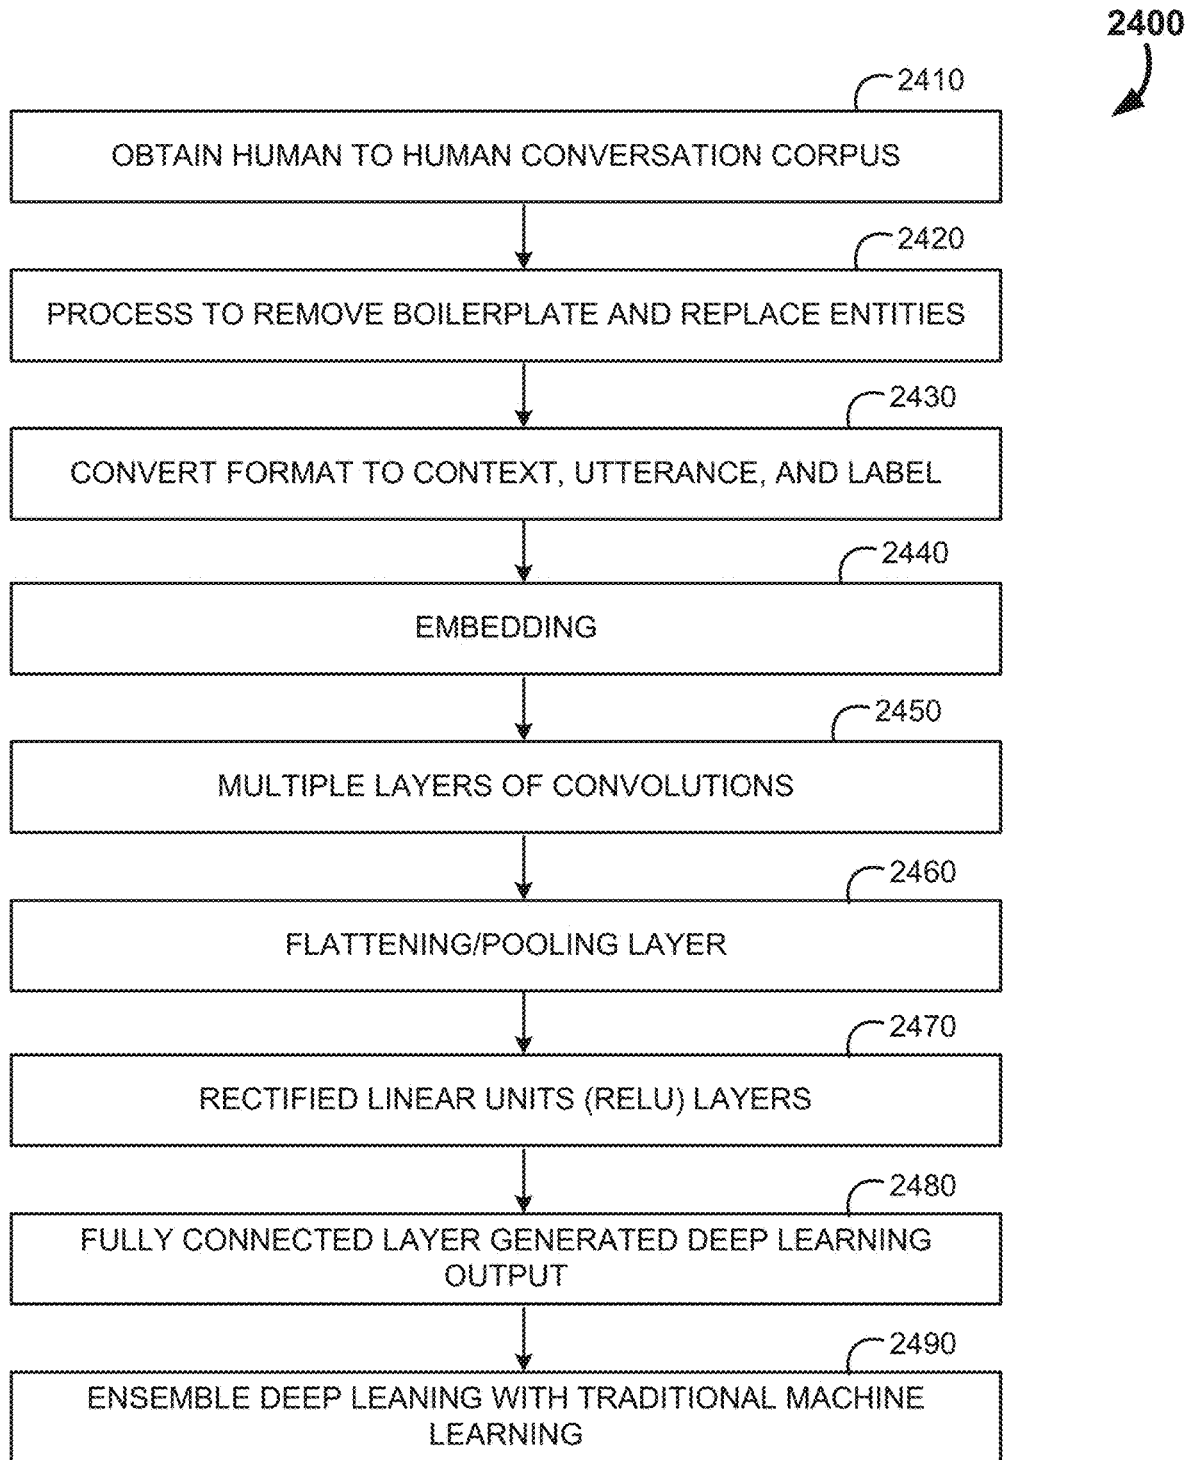 2400
2410
OBTAIN HUMAN TO HUMAN CONVERSATION CORPUS
2420
PROCESS TO REMOVE BOILERPLATE AND REPLACE ENTITIES
2430
CONVERT FORMAT TO CONTEXT, UTTERANCE, AND LABEL
2440
EMBEDDING
2450
MULTIPLE LAYERS OF CONVOLUTIONS
2460
FLATTENING/POOLING LAYER
2470
RECTIFIED LINEAR UNITS (RELU) LAYERS
2480
FULLY CONNECTED LAYER GENERATED DEEP LEARNING
OUTPUT
2490
ENSEMBLE DEEP LEANING WITH TRADITIONAL MACHINE
LEARNING